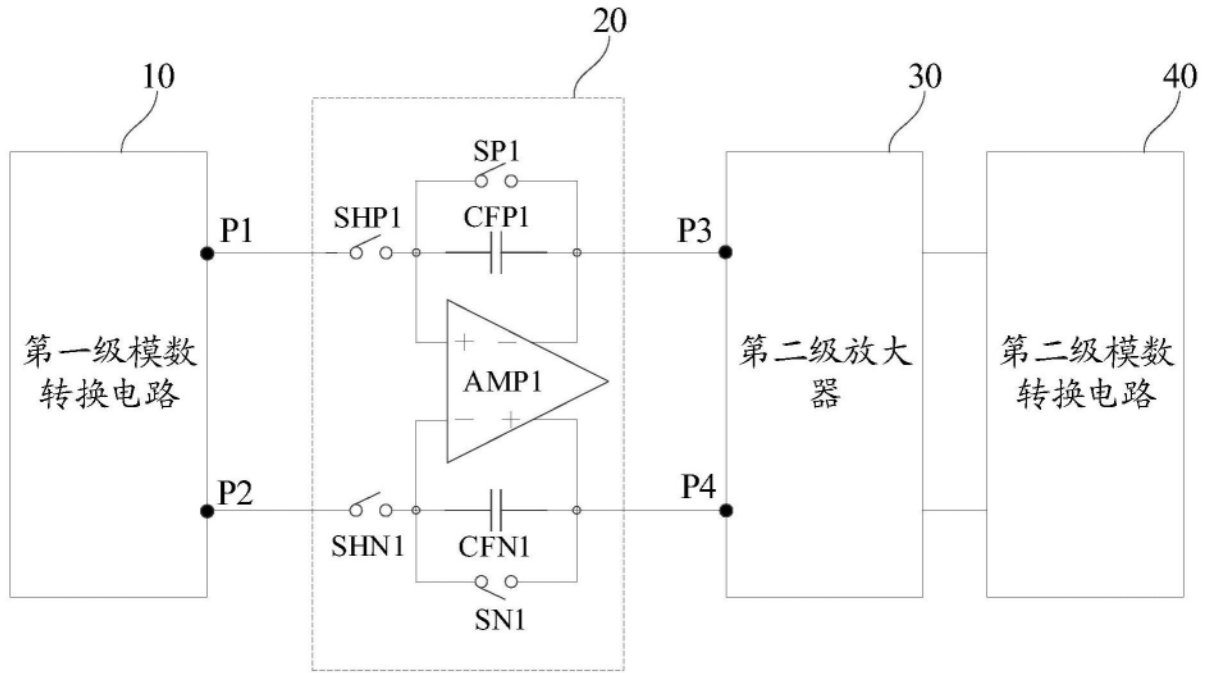 20
10
30
40
SP1
SHP1
CFP1
P1
P3
第一级模数
转换电路
+ −
AMP1
− +
第二级放大
器
第二级模数
转换电路
P2
P4
SHN1
CFN1
SN1